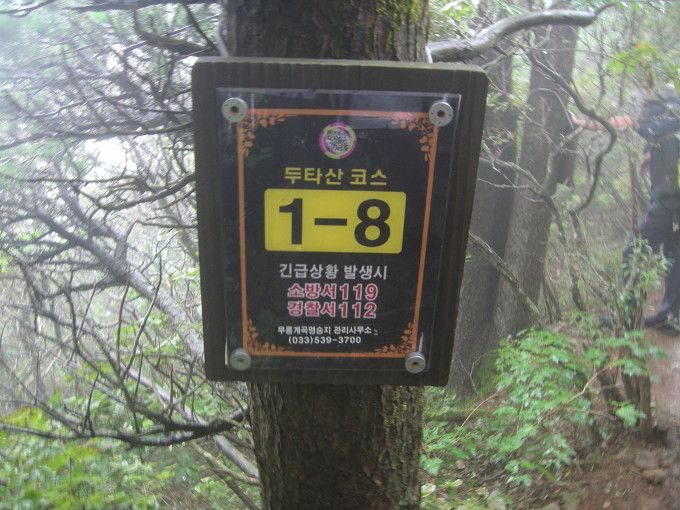 두타산 코스
1-8
긴급상황 발생시
소방서119
경찰서112
무릉계곡명승지 관리사무소
(033)539-3700